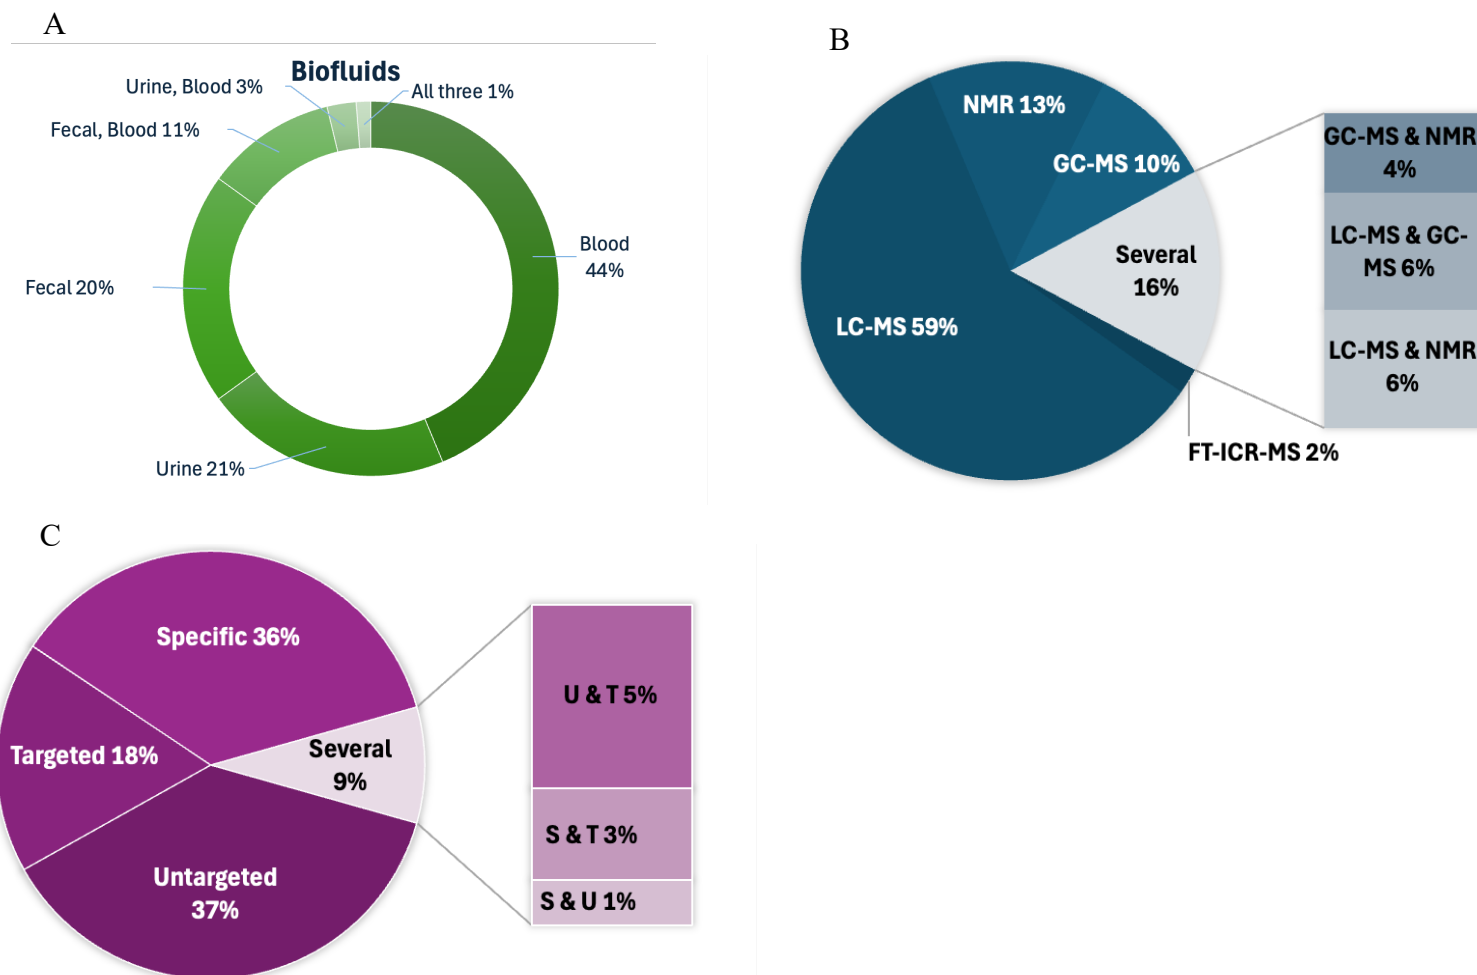 A
Biofluids
Urine, Blood 3%
All three 1%
Fecal, Blood 11%
Blood
44%
Fecal 20%
Urine 21%
B
NMR 13%
GC-MS 10%
Several
16%
LC-MS 59%
FT-ICR-MS 2%
GC-MS & NMR
4%
LC-MS & GC-
MS 6%
LC-MS & NMR
6%
C
Specific 36%
Targeted 18%
Several
9%
Untargeted
37%
U & T 5%
S & T 3%
S & U 1%